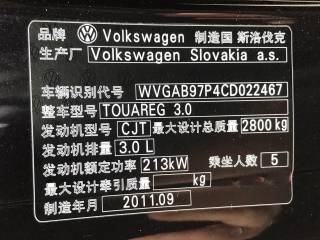 品牌 Volkswagen 制造国 斯洛伐克
生产厂 Volkswagen Slovakia a.s.
车辆识别代号 WVGAB97P4CD022467
整车型号 TOUAREG 3.0
发动机型号 CJT 最大设计总质量 2800kg
发动机排量 3.0 L
发动机额定功率 213kW 乘坐人数 5
最大设计牵引质量 kg
制造年月 2011.09